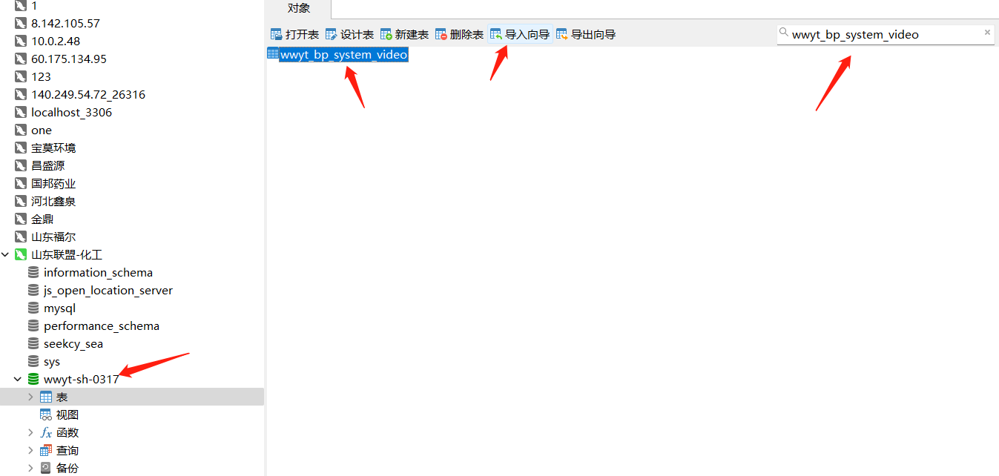 1
8.142.105.57
10.0.2.48
60.175.134.95
123
140.249.54.72_26316
localhost_3306
one
宝莫环境
昌盛源
国邦药业
河北鑫泉
金鼎
山东福尔
山东联盟-化工
information_schema
js_open_location_server
mysql
performance_schema
seekcy_sea
sys
wwyt-sh-0317
表
视图
fx 函数
查询
备份
对象
打开表 设计表 新建表 删除表 导入向导 导出向导 wwyt_bp_system_video ×
wwyt_bp_system_video